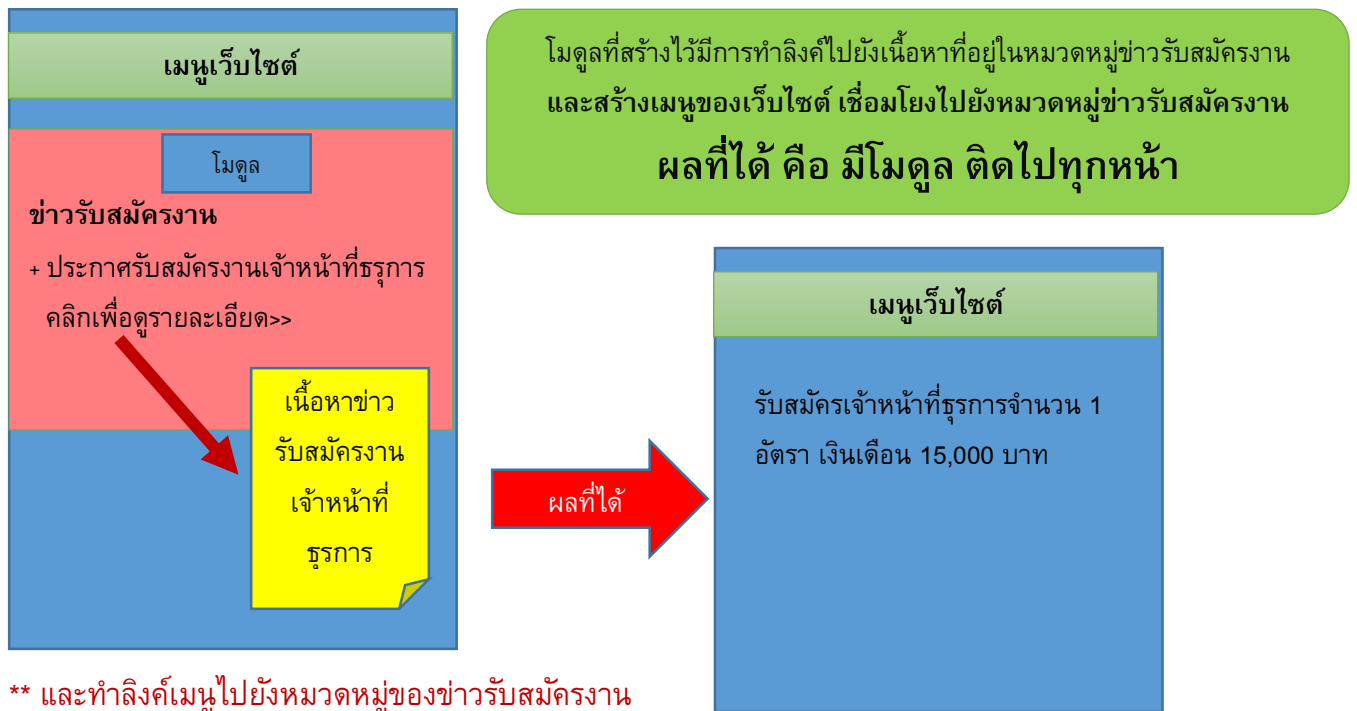 เมนูเว็บไซต์
โมดูล
ข่าวรับสมัครงาน
+ ประกาศรับสมัครงานเจ้าหน้าที่ธรุการ
คลิกเพื่อดูรายละเอียด>>
เนื้อหาข่าว
รับสมัครงาน
เจ้าหน้าที่
ธุรการ
โมดูลที่สร้างไว้มีการทำลิงค์ไปยังเนื้อหาที่อยู่ในหมวดหมู่ข่าวรับสมัครงาน
และสร้างเมนูของเว็บไซต์ เชื่อมโยงไปยังหมวดหมู่ข่าวรับสมัครงาน
ผลที่ได้ คือ มีโมดูล ติดไปทุกหน้า
ผลที่ได้
เมนูเว็บไซต์
รับสมัครเจ้าหน้าที่ธุรการจำนวน 1
อัตรา เงินเดือน 15,000 บาท
** และทำลิงค์เมนูไปยังหมวดหมู่ของข่าวรับสมัครงาน